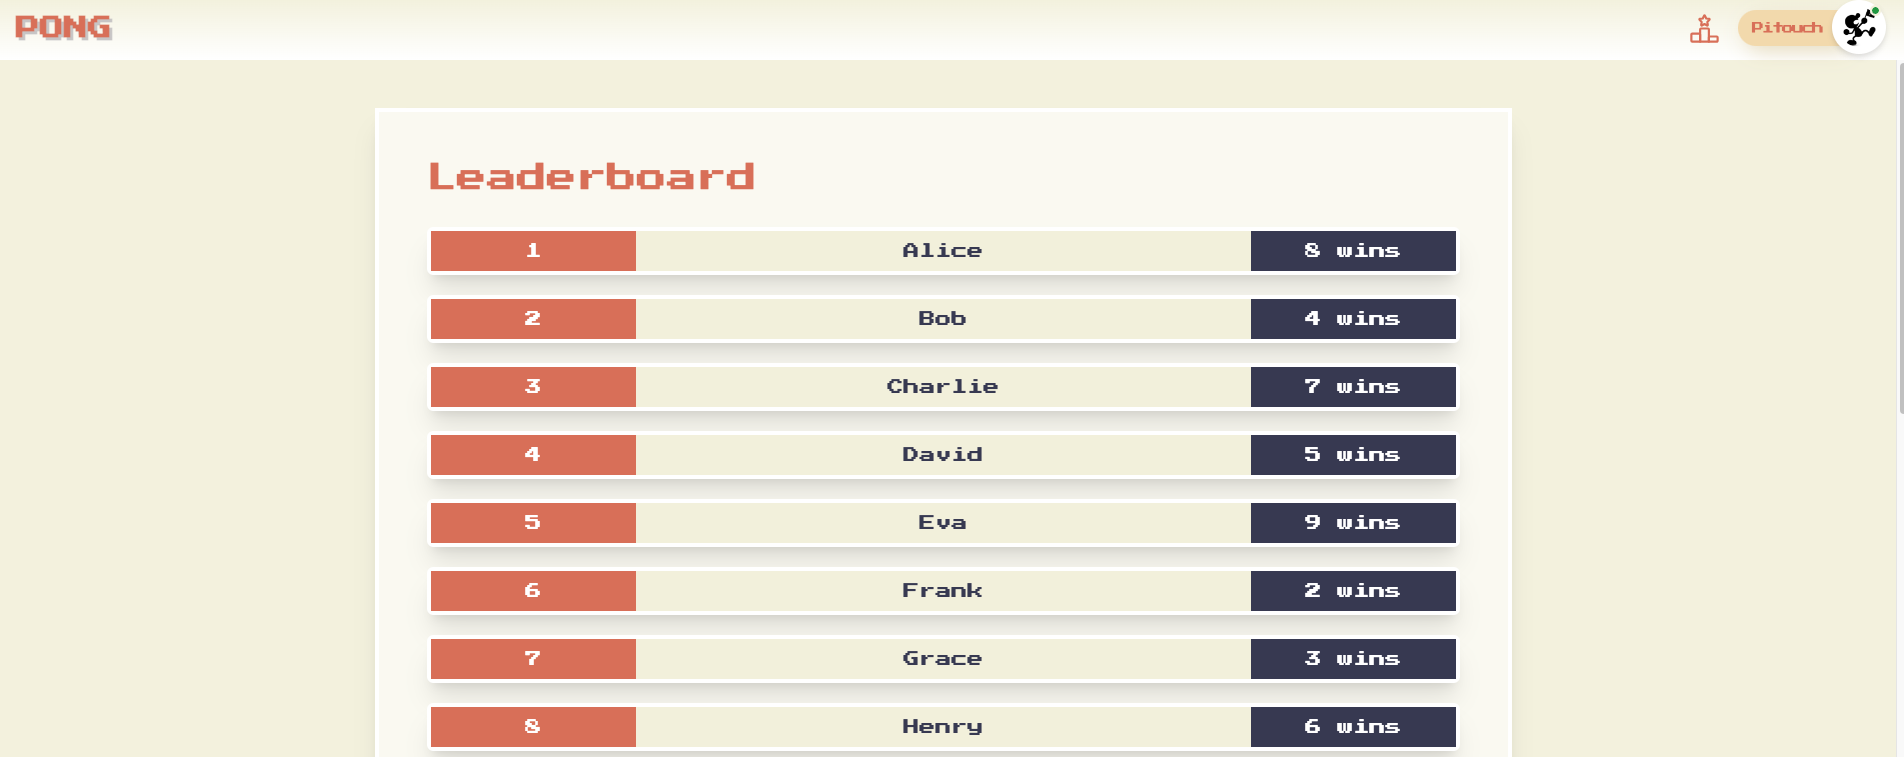 PONG
Pitouch
Leaderboard
1 Alice 8 wins
2 Bob 4 wins
3 Charlie 7 wins
4 David 5 wins
5 Eva 9 wins
6 Frank 2 wins
7 Grace 3 wins
8 Henry 6 wins